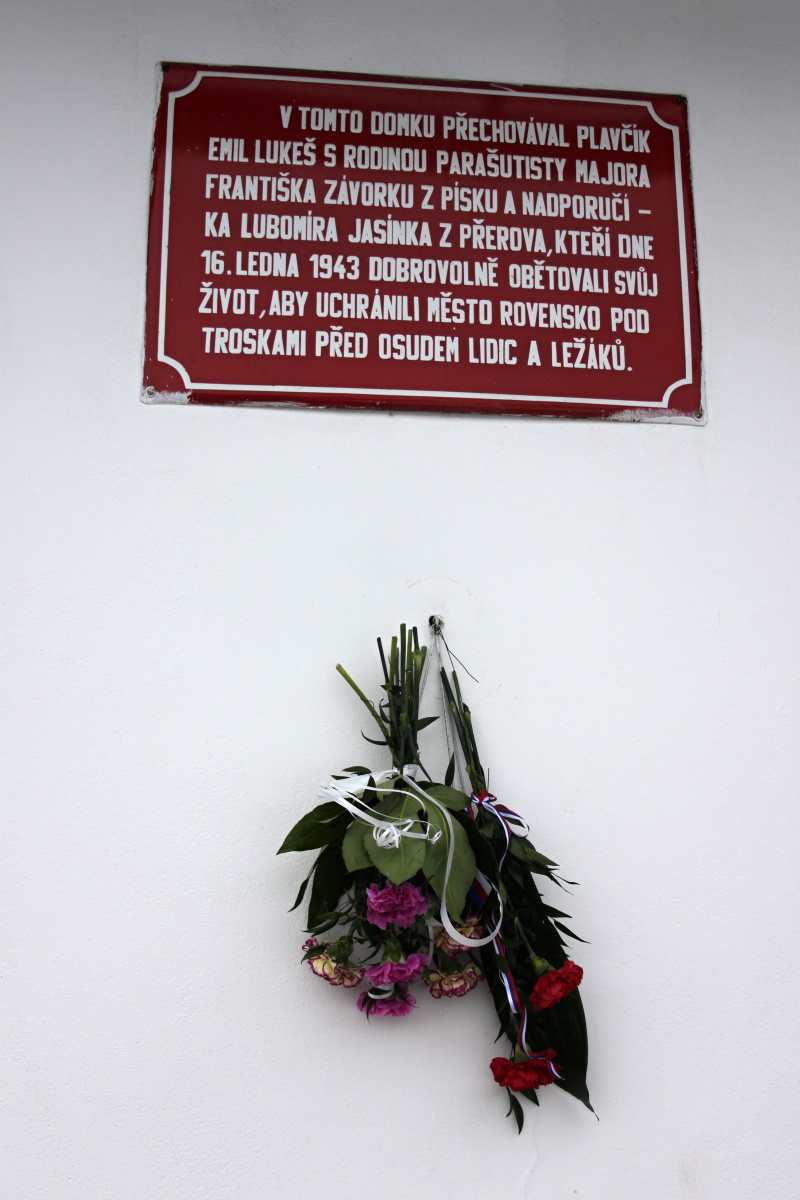 V TOMTO DOMKU PŘECHOVÁVAL PLAVČÍK
EMIL LUKEŠ S RODINOU PARAŠUTISTY MAJORA
FRANTIŠKA ZÁVORKU Z PÍSKU A NADPORUČÍ –
KA LUBOMÍRA JASÍNKA Z PŘEROVA, KTEŘÍ DNE
16. LEDNA 1943 DOBROVOLNĚ OBĚTOVALI SVŮJ
ŽIVOT, ABY UCHRÁNILI MĚSTO ROVENSKO POD
TROSKAMI PŘED OSUDEM LIDIC A LEŽÁKŮ.